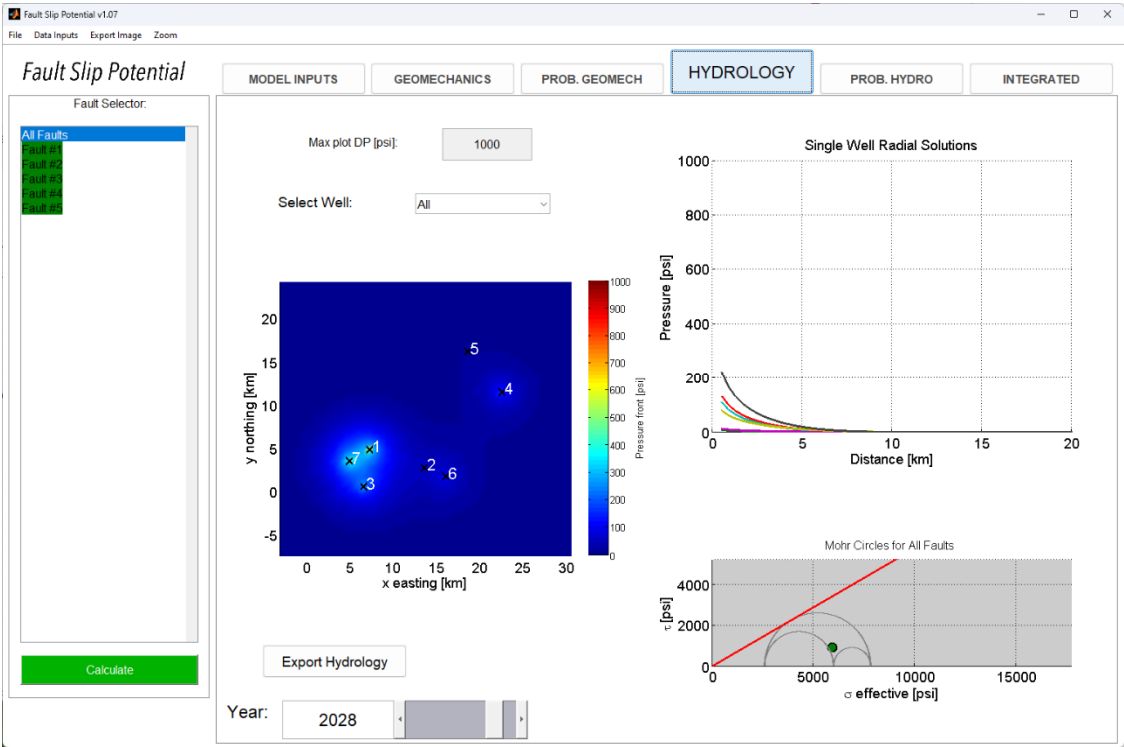 Fault Slip Potential v1.07
File Data Inputs Export Image Zoom
Fault Slip Potential
MODEL INPUTS GEOMECHANICS PROB. GEOMECH HYDROLOGY PROB. HYDRO INTEGRATED
Fault Selector:
All Faults
Fault #1
Fault #2
Fault #3
Fault #4
Fault #5
Calculate
Max plot DP [psi]: 1000
Select Well: All
20
15
10
5
0
-5
y northing [km]
0 5 10 15 20 25 30
x easting [km]
5
4
1
7
2
6
3
1000
900
800
700
600
500
400
300
200
100
0
Pressure front [psi]
Export Hydrology
Year: 2028
Single Well Radial Solutions
1000
800
600
400
200
0
Pressure [psi]
0 5 10 15 20
Distance [km]
Mohr Circles for All Faults
4000
2000
0
τ [psi]
0 5000 10000 15000
σ effective [psi]